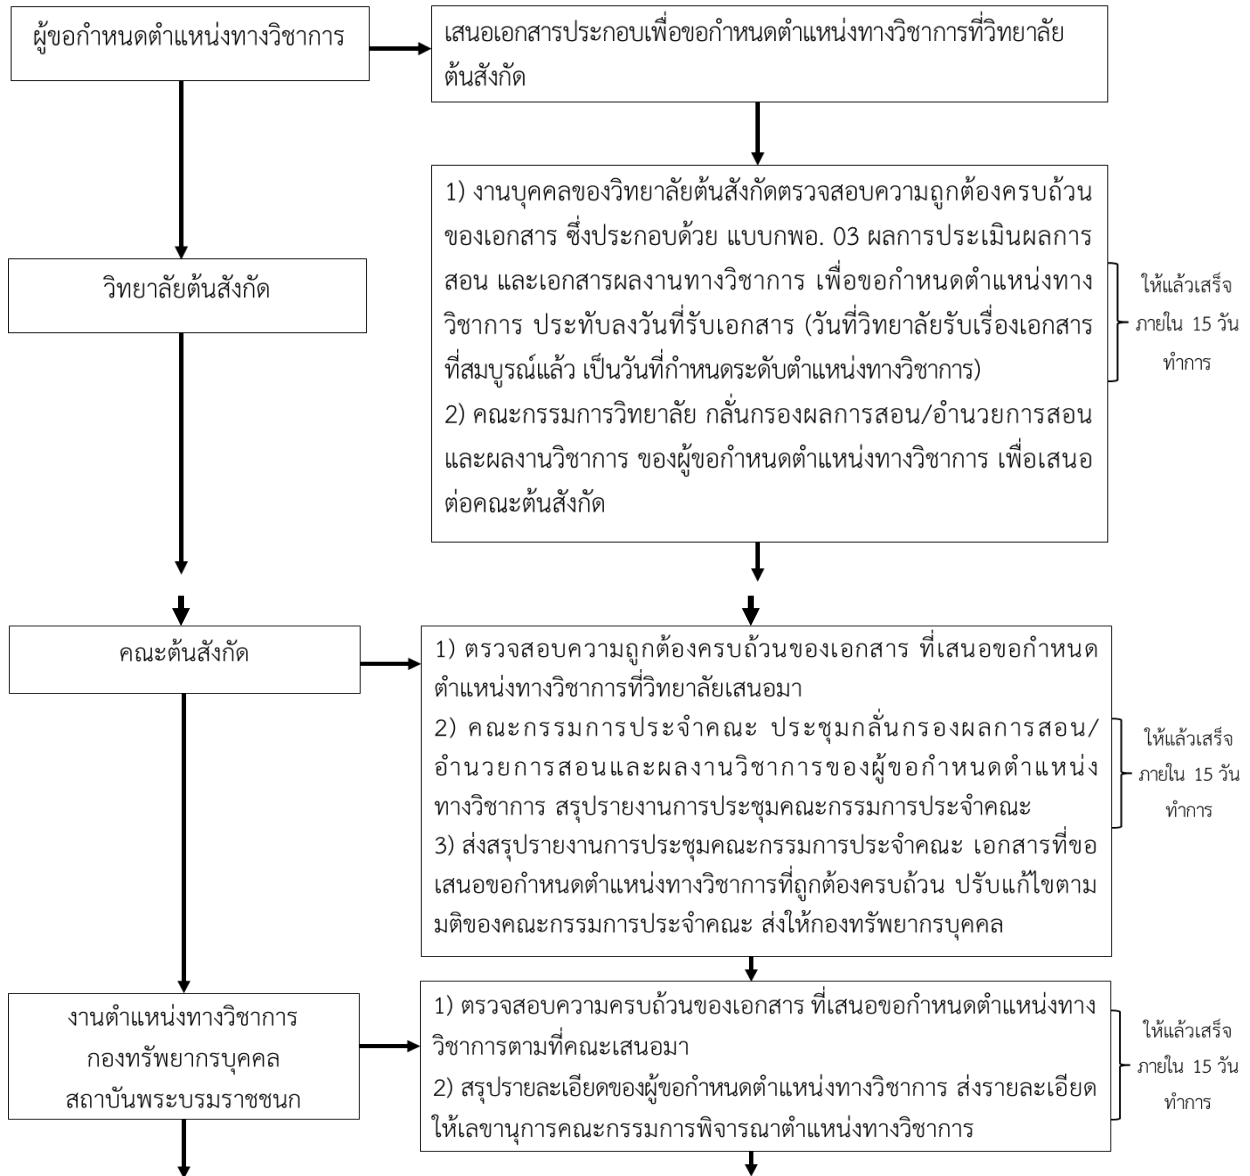 ผู้ขอกำหนดตำแหน่งทางวิชาการ
เสนอเอกสารประกอบเพื่อขอกำหนดตำแหน่งทางวิชาการที่วิทยาลัย
ต้นสังกัด
1) งานบุคคลของวิทยาลัยต้นสังกัดตรวจสอบความถูกต้องครบถ้วน
ของเอกสาร ซึ่งประกอบด้วย แบบกพอ. 03 ผลการประเมินผลการ
สอน และเอกสารผลงานทางวิชาการ เพื่อขอกำหนดตำแหน่งทาง
วิชาการ ประทับลงวันที่รับเอกสาร (วันที่วิทยาลัยรับเรื่องเอกสาร
ที่สมบูรณ์แล้ว เป็นวันที่กำหนดระดับตำแหน่งทางวิชาการ)
2) คณะกรรมการวิทยาลัย กลั่นกรองผลการสอน/อำนวยการสอน
และผลงานวิชาการ ของผู้ขอกำหนดตำแหน่งทางวิชาการ เพื่อเสนอ
ต่อคณะต้นสังกัด
วิทยาลัยต้นสังกัด
ให้แล้วเสร็จ
ภายใน 15 วัน
ทำการ
คณะต้นสังกัด
1) ตรวจสอบความถูกต้องครบถ้วนของเอกสาร ที่เสนอขอกำหนด
ตำแหน่งทางวิชาการที่วิทยาลัยเสนอมา
2) คณะกรรมการประจำคณะ ประชุมกลั่นกรองผลการสอน/
อำนวยการสอนและผลงานวิชาการของผู้ขอกำหนดตำแหน่ง
ทางวิชาการ สรุปรายงานการประชุมคณะกรรมการประจำคณะ
3) ส่งสรุปรายงานการประชุมคณะกรรมการประจำคณะ เอกสารที่ขอ
เสนอขอกำหนดตำแหน่งทางวิชาการที่ถูกต้องครบถ้วน ปรับแก้ไขตาม
มติของคณะกรรมการประจำคณะ ส่งให้กองทรัพยากรบุคคล
ให้แล้วเสร็จ
ภายใน 15 วัน
ทำการ
งานตำแหน่งทางวิชาการ
กองทรัพยากรบุคคล
สถาบันพระบรมราชชนก
1) ตรวจสอบความครบถ้วนของเอกสาร ที่เสนอขอกำหนดตำแหน่งทาง
วิชาการตามที่คณะเสนอมา
2) สรุปรายละเอียดของผู้ขอกำหนดตำแหน่งทางวิชาการ ส่งรายละเอียด
ให้เลขานุการคณะกรรมการพิจารณาตำแหน่งทางวิชาการ
ให้แล้วเสร็จ
ภายใน 15 วัน
ทำการ